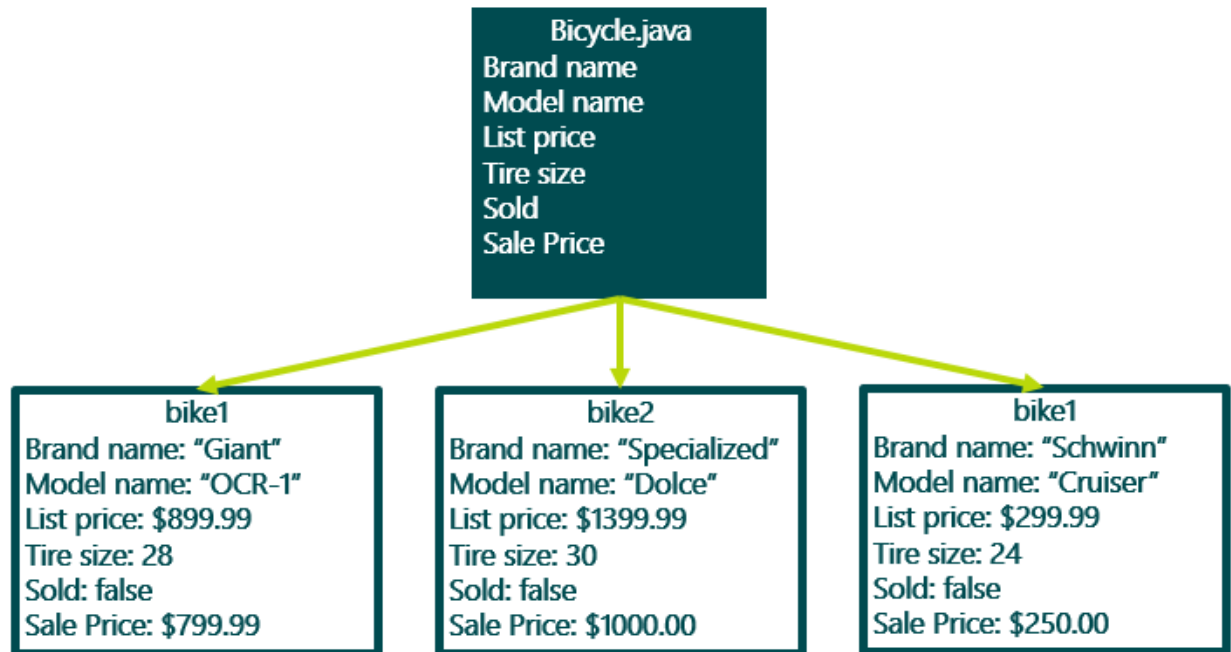 Bicycle.java
Brand name
Model name
List price
Tire size
Sold
Sale Price
bike1
Brand name: “Giant”
Model name: “OCR-1”
List price: $899.99
Tire size: 28
Sold: false
Sale Price: $799.99
bike2
Brand name: “Specialized”
Model name: “Dolce”
List price: $1399.99
Tire size: 30
Sold: false
Sale Price: $1000.00
bike1
Brand name: “Schwinn”
Model name: “Cruiser”
List price: $299.99
Tire size: 24
Sold: false
Sale Price: $250.00